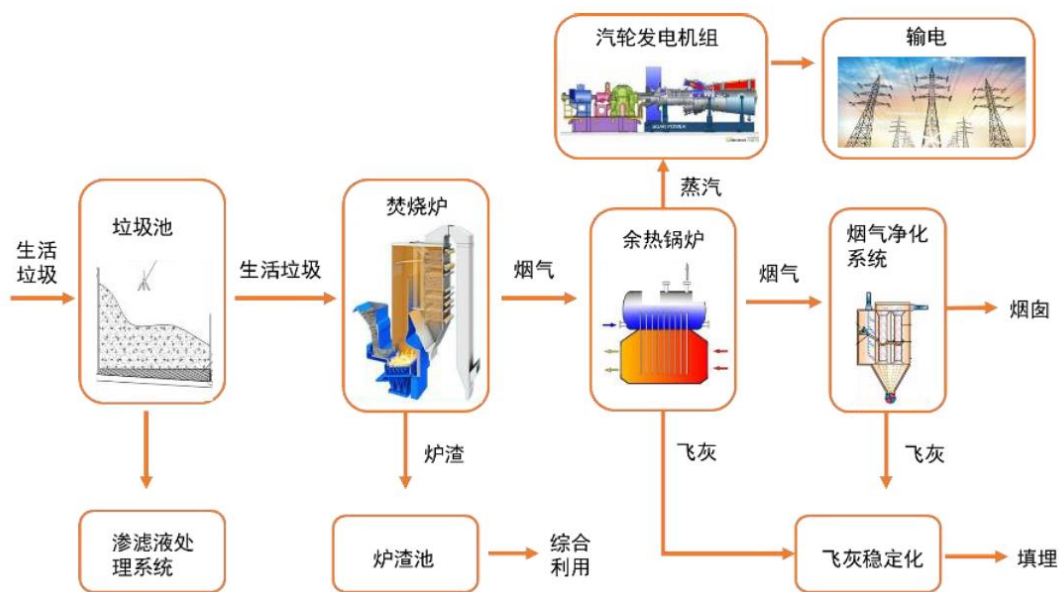 汽轮发电机组
输电
蒸汽
生活
垃圾
垃圾池
生活垃圾
焚烧炉
烟气
余热锅炉
烟气
烟气净化
系统
烟囱
炉渣
飞灰
飞灰
渗滤液处
理系统
炉渣池
综合
利用
飞灰稳定化
填埋